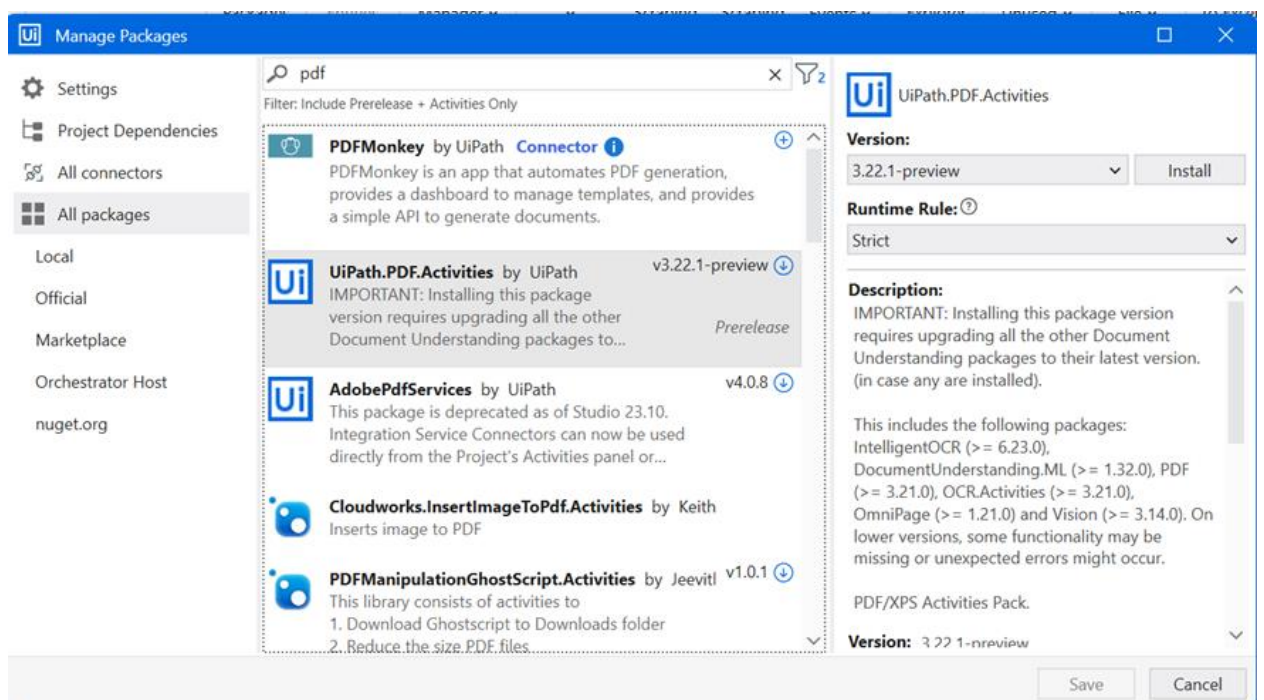 Ui Manage Packages
Settings
Project Dependencies
All connectors
All packages
Local
Official
Marketplace
Orchestrator Host
nuget.org
pdf
2
Filter: Include Prerelease + Activities Only
PDFMonkey by UiPath Connector
PDFMonkey is an app that automates PDF generation,
provides a dashboard to manage templates, and provides
a simple API to generate documents.
Ui
UiPath.PDF.Activities by UiPath v3.22.1-preview
IMPORTANT: Installing this package
version requires upgrading all the other
Document Understanding packages to...
Prerelease
Ui
AdobePdfServices by UiPath v4.0.8
This package is deprecated as of Studio 23.10.
Integration Service Connectors can now be used
directly from the Project's Activities panel or...
Cloudworks.InsertImageToPdf.Activities by Keith
Inserts image to PDF
PDFManipulationGhostScript.Activities by Jeevitl v1.0.1
This library consists of activities to
1. Download Ghostscript to Downloads folder
2. Reduce the size PDF files
Ui UiPath.PDF.Activities
Version:
3.22.1-preview Install
Runtime Rule:
Strict
Description:
IMPORTANT: Installing this package version
requires upgrading all the other Document
Understanding packages to their latest version.
(in case any are installed).
This includes the following packages:
IntelligentOCR (>= 6.23.0),
DocumentUnderstanding.ML (>= 1.32.0), PDF
(>= 3.21.0), OCR.Activities (>= 3.21.0),
OmniPage (>= 1.21.0) and Vision (>= 3.14.0). On
lower versions, some functionality may be
missing or unexpected errors might occur.
PDF/XPS Activities Pack.
Version: 3.22.1-preview
Save Cancel